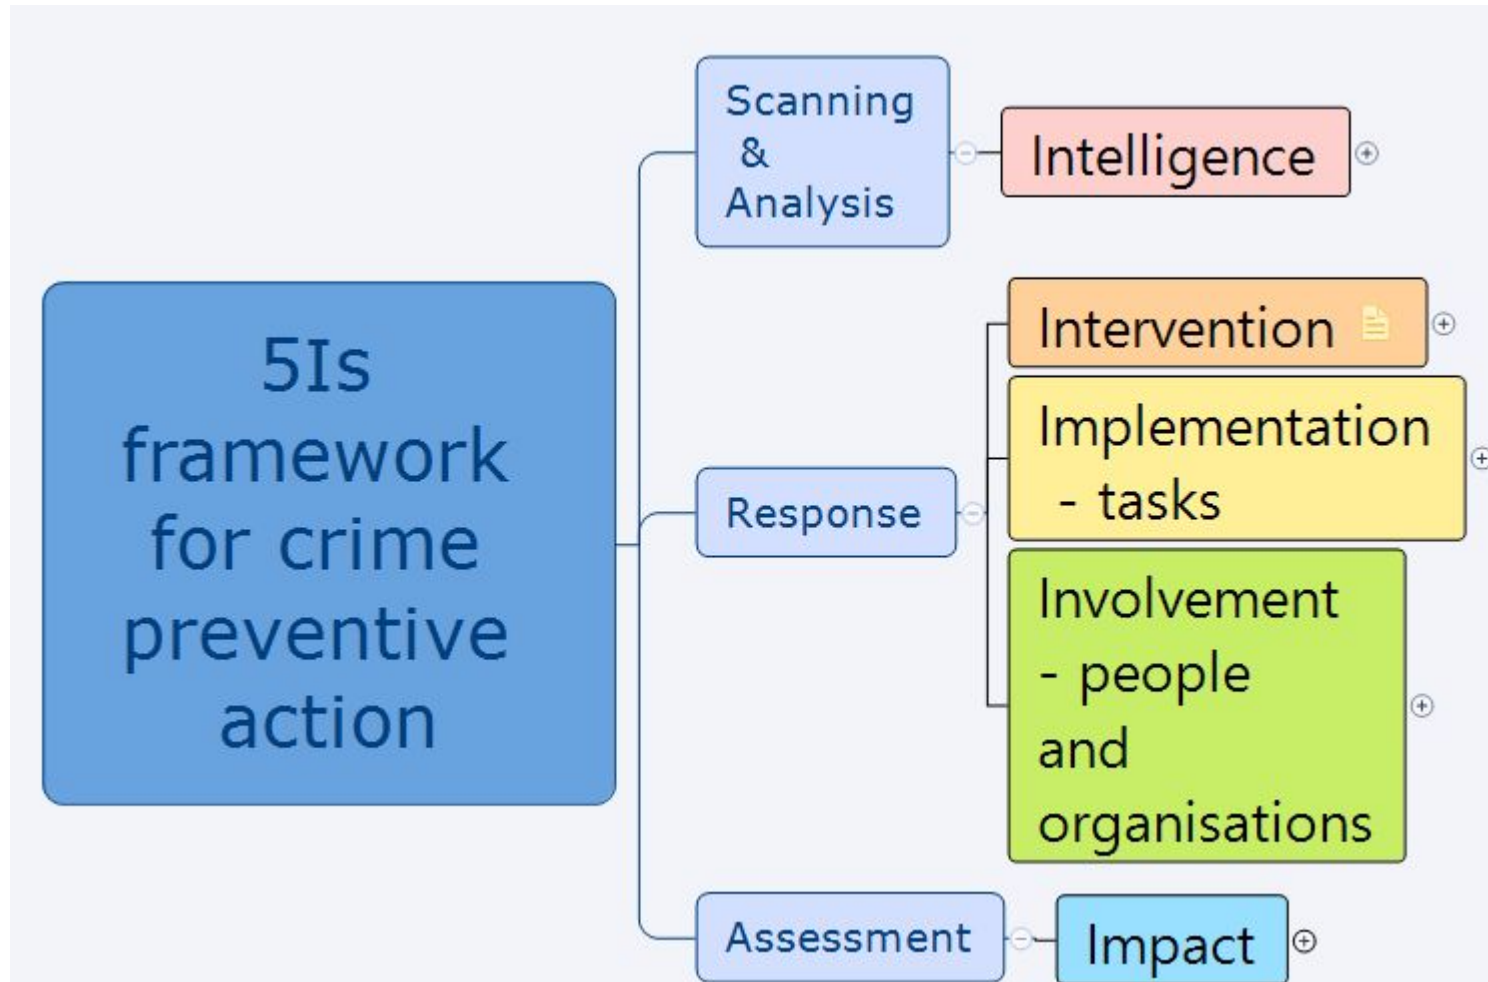 5Is
framework
for crime
preventive
action
Scanning
&
Analysis
Intelligence
Response
Intervention
Implementation
- tasks
Involvement
- people
and
organisations
Assessment
Impact